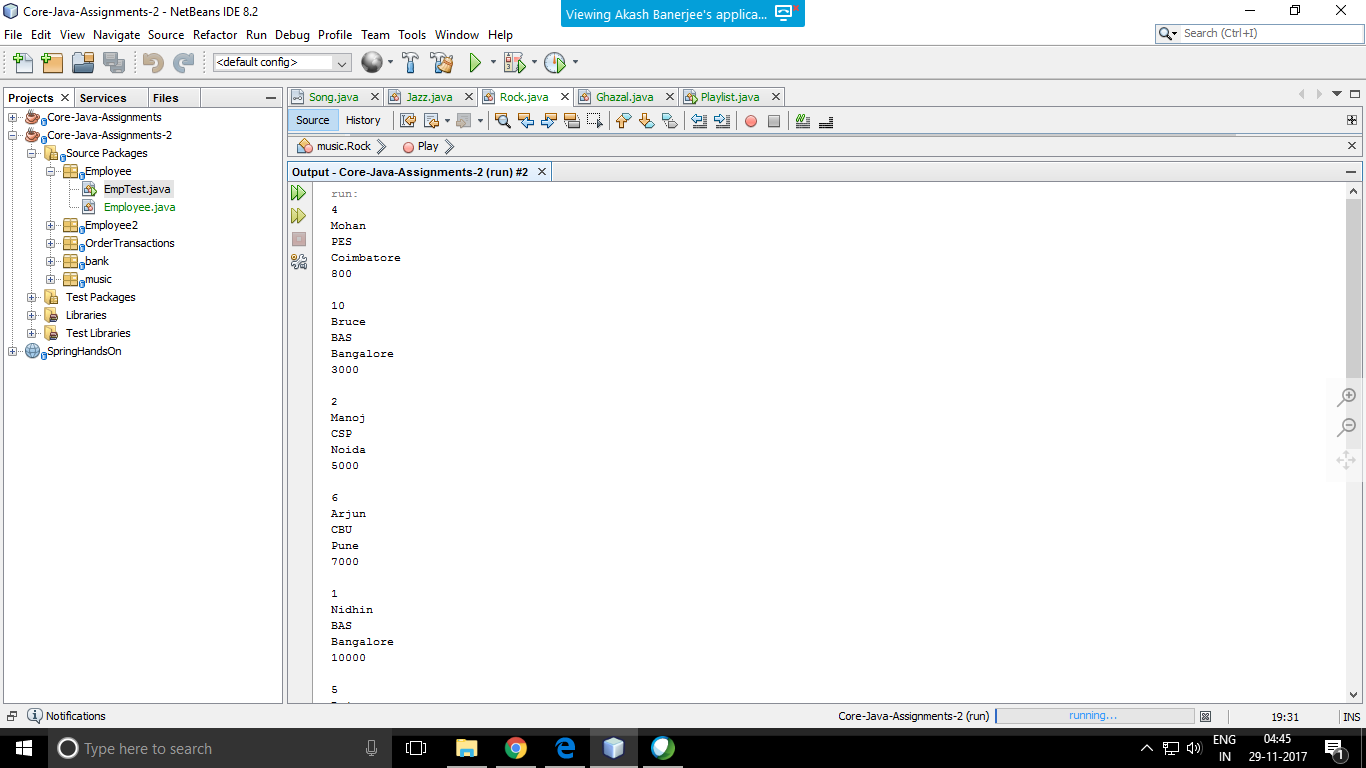 Core-Java-Assignments-2 - NetBeans IDE 8.2
Viewing Akash Banerjee's applica...
File Edit View Navigate Source Refactor Run Debug Profile Team Tools Window Help
Search (Ctrl+I)
<default config>
Projects Services Files
Song.java Jazz.java Rock.java Ghazal.java Playlist.java
Source History
music.Rock Play
Core-Java-Assignments
Core-Java-Assignments-2
Source Packages
Employee
EmpTest.java
Employee.java
Employee2
OrderTransactions
bank
music
Test Packages
Libraries
Test Libraries
SpringHandsOn
Output - Core-Java-Assignments-2 (run) #2
run:
4
Mohan
PES
Coimbatore
800
10
Bruce
BAS
Bangalore
3000
2
Manoj
CSP
Noida
5000
6
Arjun
CBU
Pune
7000
1
Nidhin
BAS
Bangalore
10000
5
Notifications
Core-Java-Assignments-2 (run) running... 19:31 INS
Type here to search
ENG
IN
04:45
29-11-2017
1